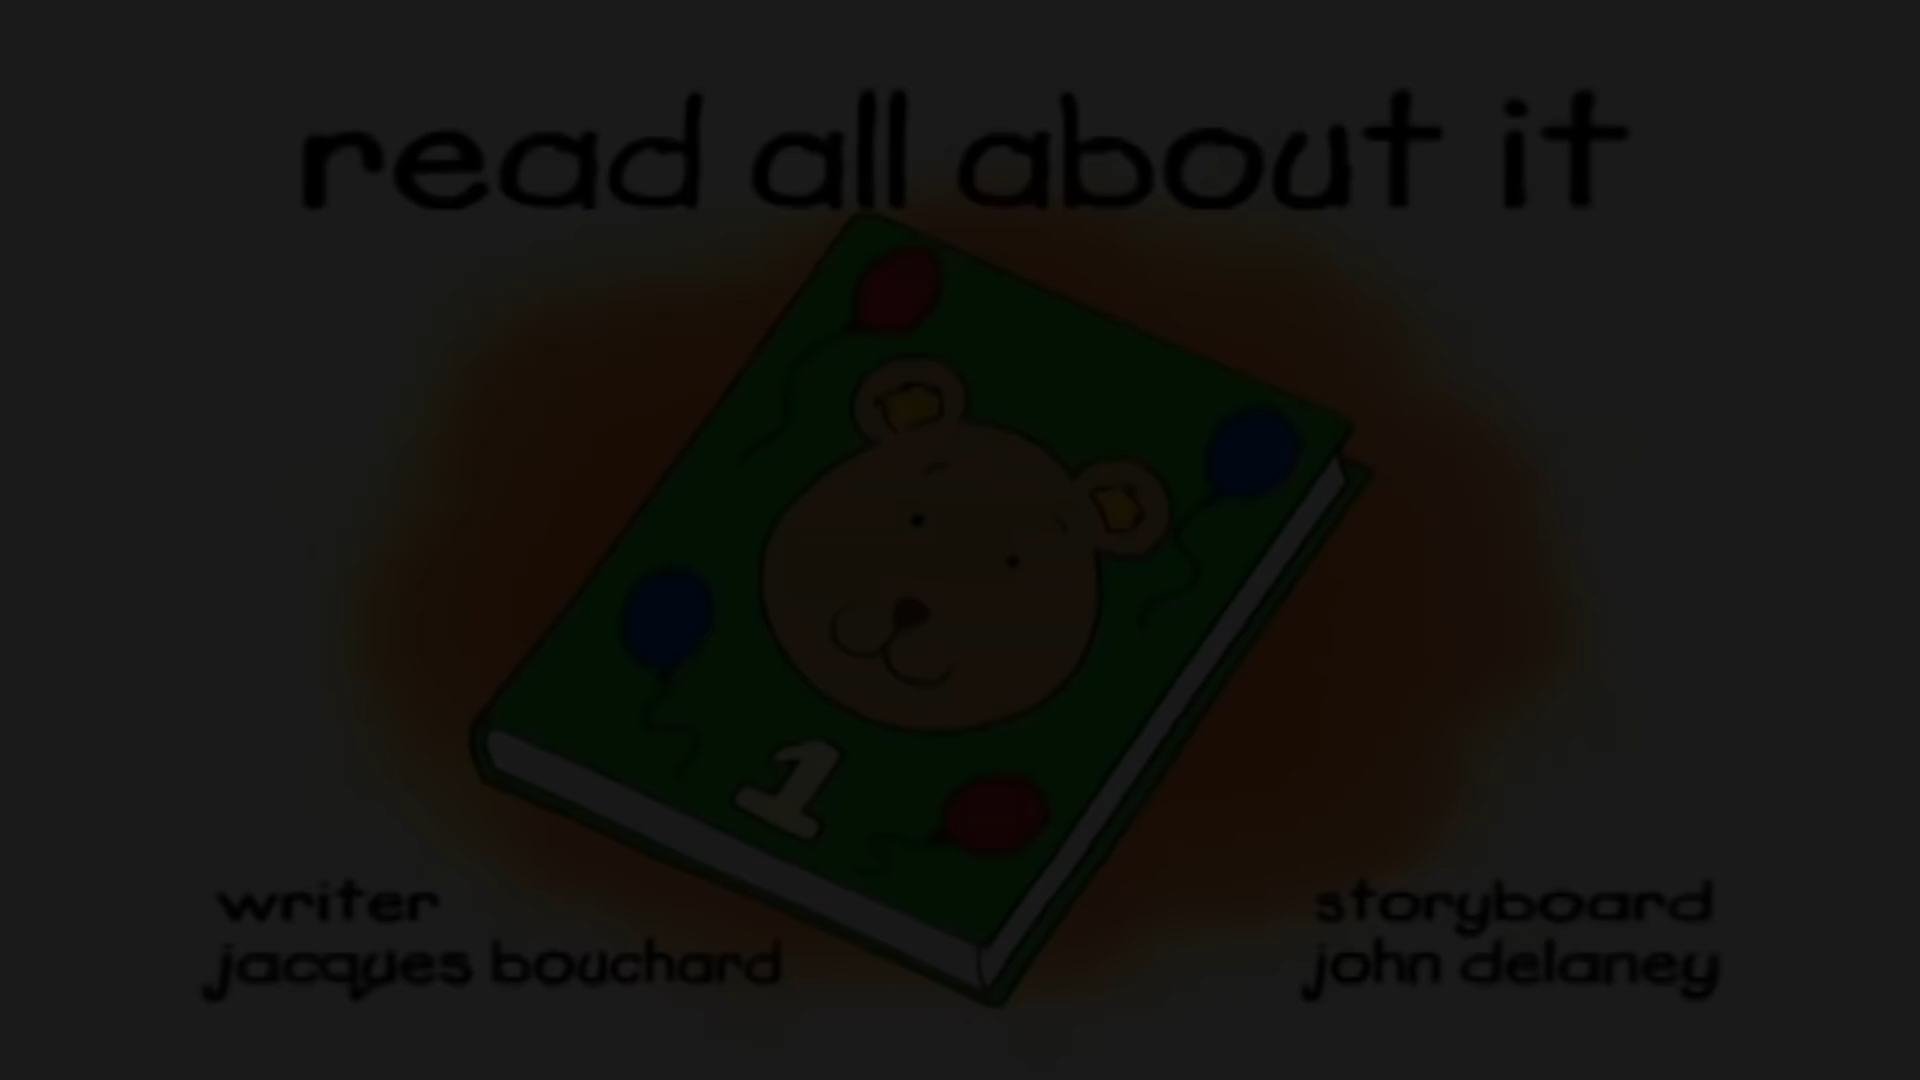 read all about it
1
writer
jacques bouchard
storyboard
john delaney